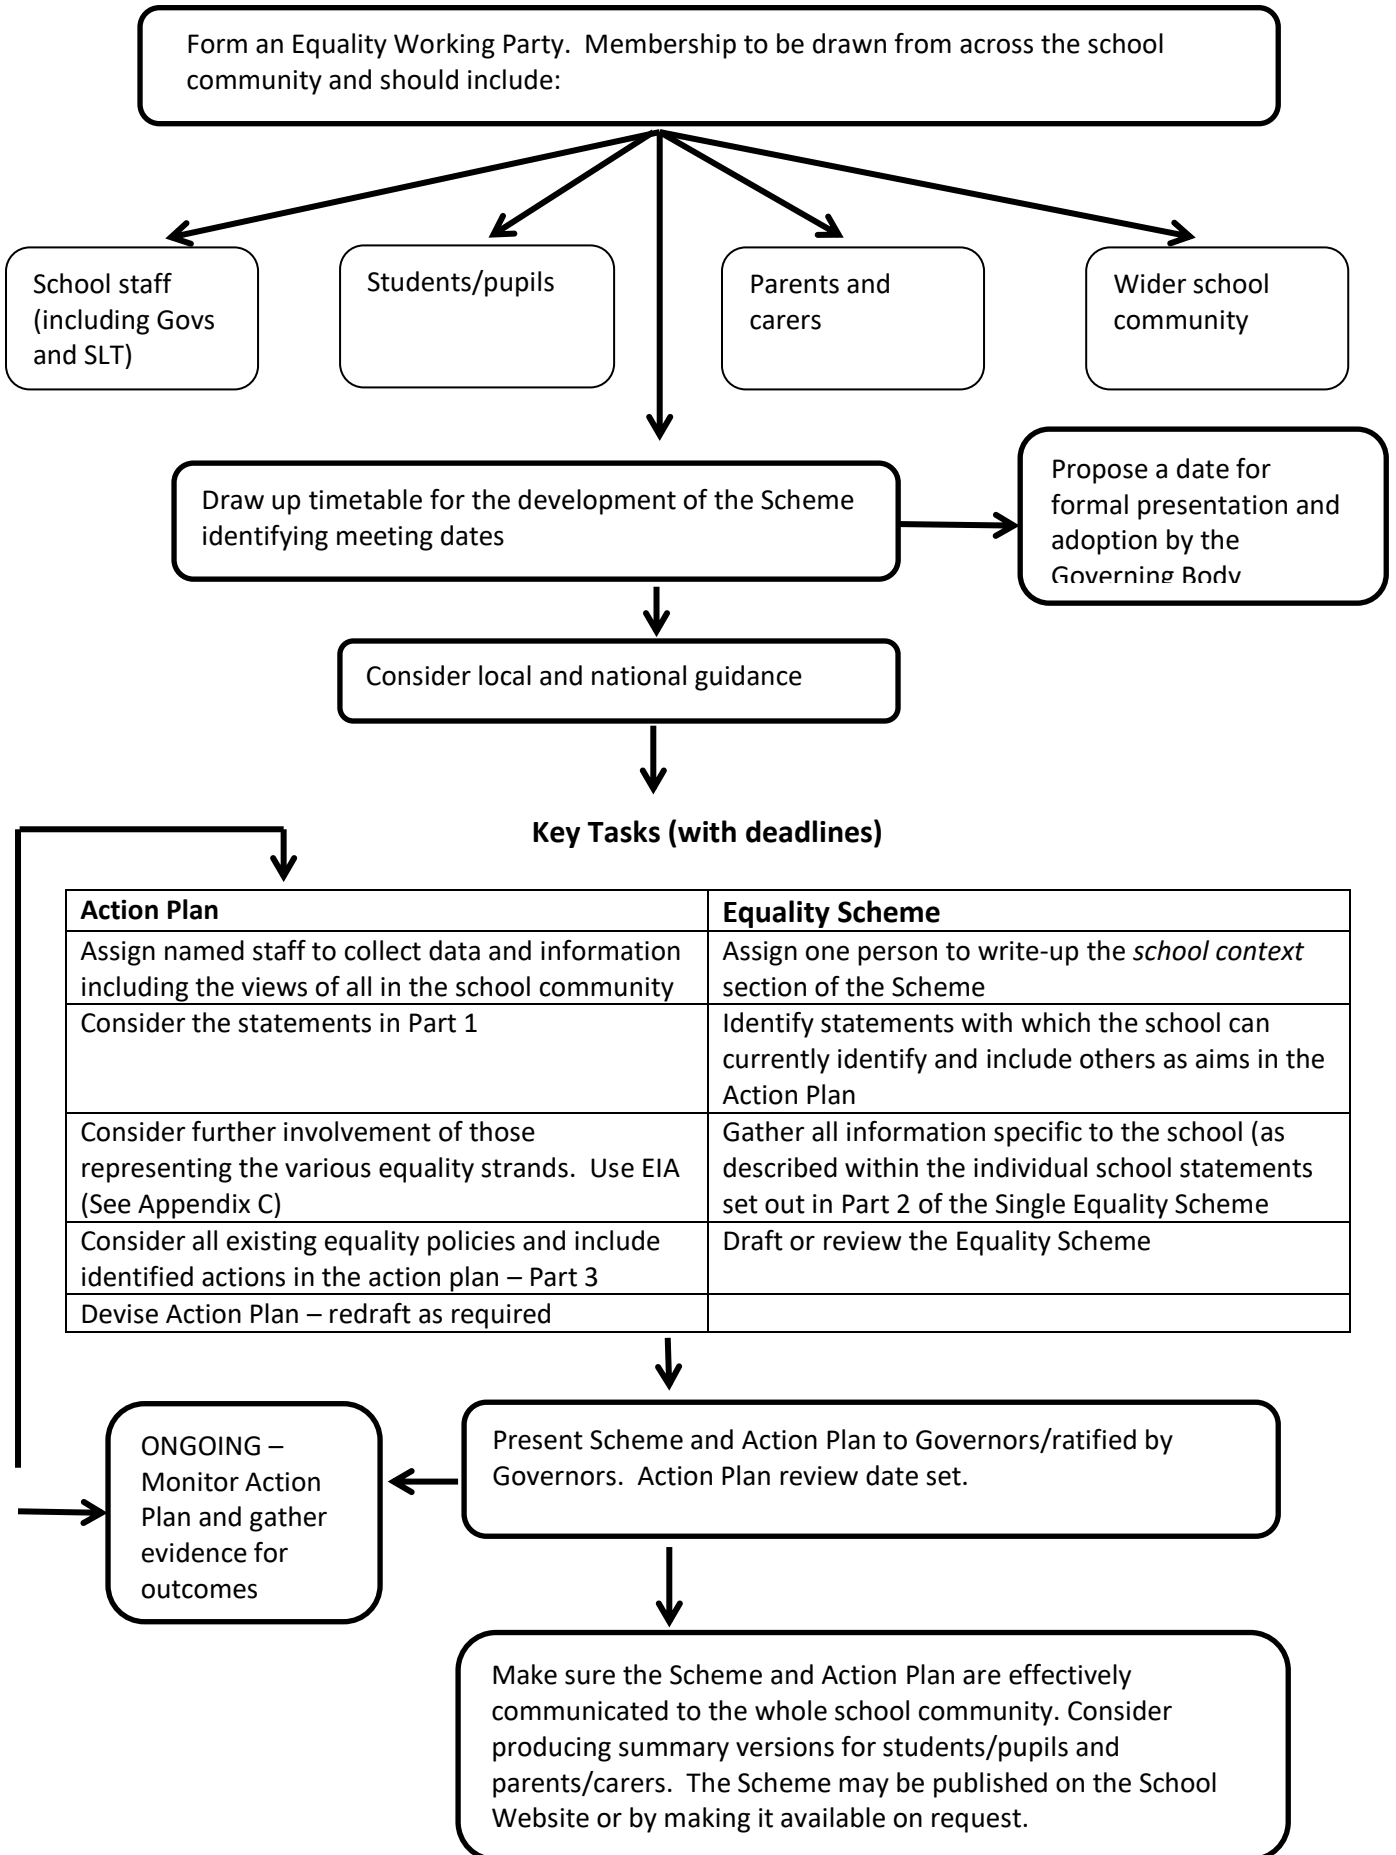 Form an Equality Working Party.  Membership to be drawn from across the school
community and should include:
School staff
(including Govs
and SLT)
Students/pupils
Parents and
carers
Wider school
community
Draw up timetable for the development of the Scheme
identifying meeting dates
Propose a date for
formal presentation and
adoption by the
Governing Body
Consider local and national guidance
Key Tasks (with deadlines)
Action Plan
Equality Scheme
Assign named staff to collect data and information
including the views of all in the school community
Assign one person to write-up the school context
section of the Scheme
Consider the statements in Part 1
Identify statements with which the school can
currently identify and include others as aims in the
Action Plan
Consider further involvement of those
representing the various equality strands.  Use EIA
(See Appendix C)
Gather all information specific to the school (as
described within the individual school statements
set out in Part 2 of the Single Equality Scheme
Consider all existing equality policies and include
identified actions in the action plan – Part 3
Draft or review the Equality Scheme
Devise Action Plan – redraft as required
ONGOING –
Monitor Action
Plan and gather
evidence for
outcomes
Present Scheme and Action Plan to Governors/ratified by
Governors.  Action Plan review date set.
Make sure the Scheme and Action Plan are effectively
communicated to the whole school community. Consider
producing summary versions for students/pupils and
parents/carers.  The Scheme may be published on the School
Website or by making it available on request.